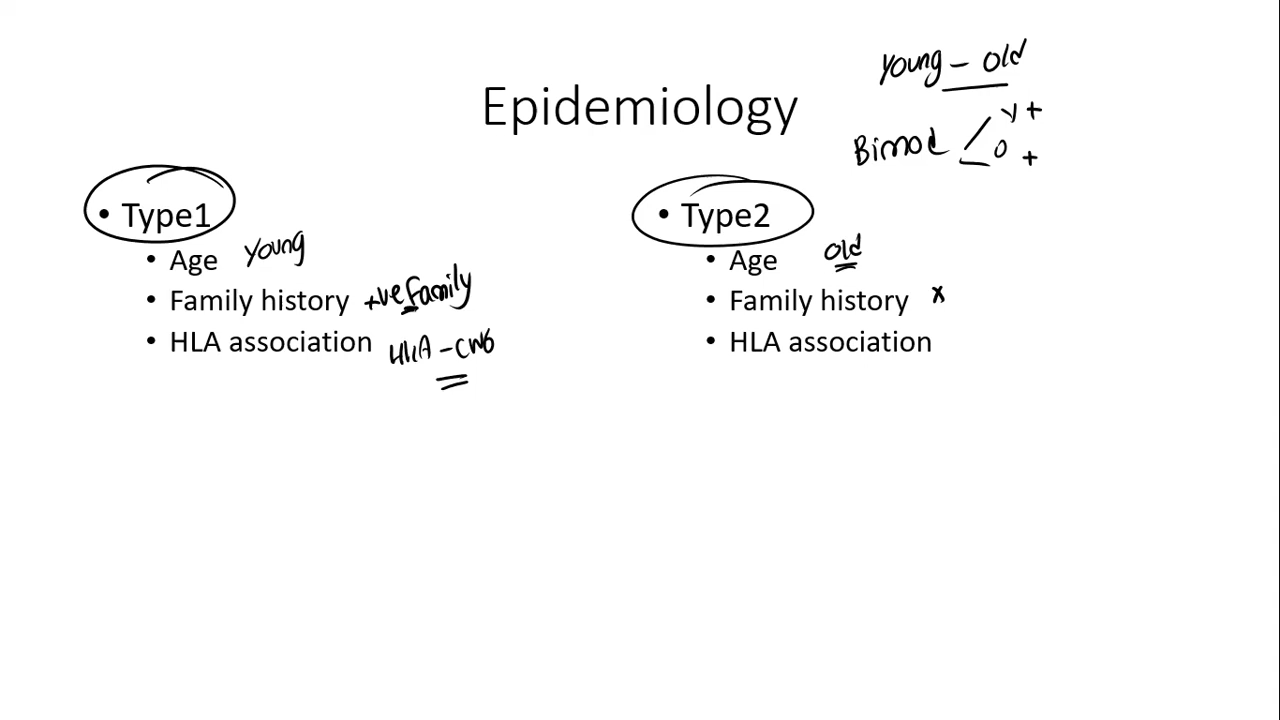 Young - old
Epidemiology
Bimod Y +
O +
• Type1
• Age Young
• Family history +ve Family
• HLA association HLA - CW6
• Type2
• Age old
• Family history x
• HLA association